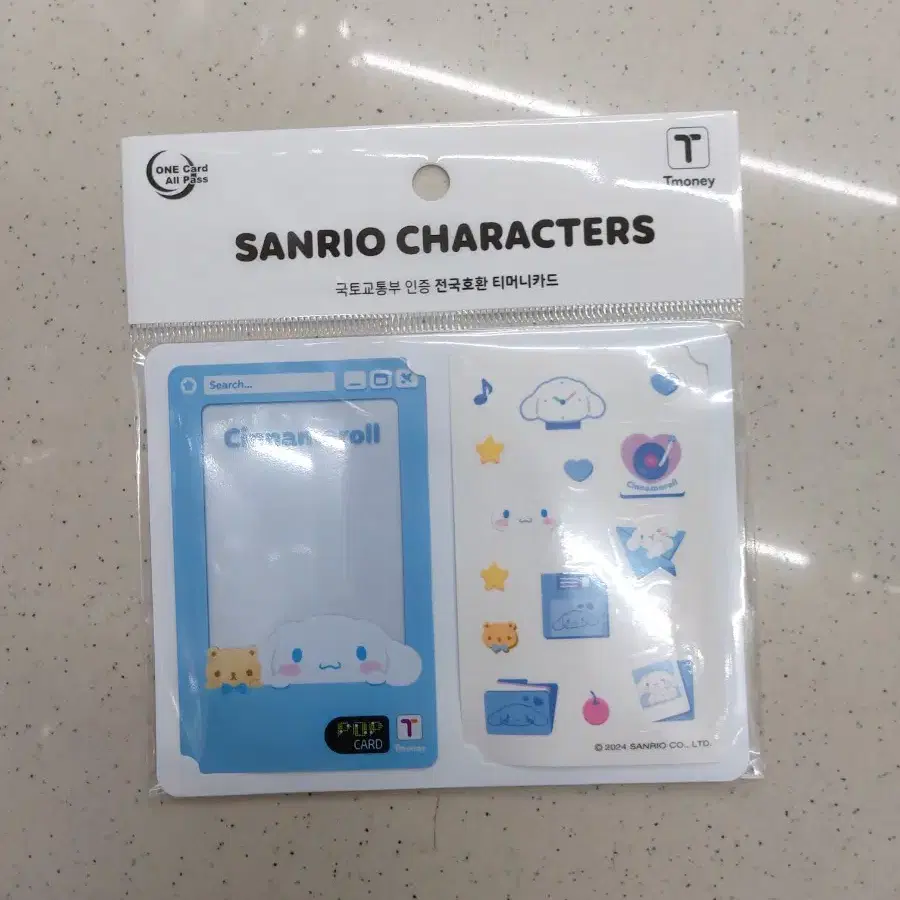 ONE Card
All Pass
Tmoney
SANRIO CHARACTERS
국토교통부 인증 전국호환 티머니카드
Search...
Cinnamoroll
Cinnamoroll
POP
CARD
Tmoney
© 2024 SANRIO CO., LTD.